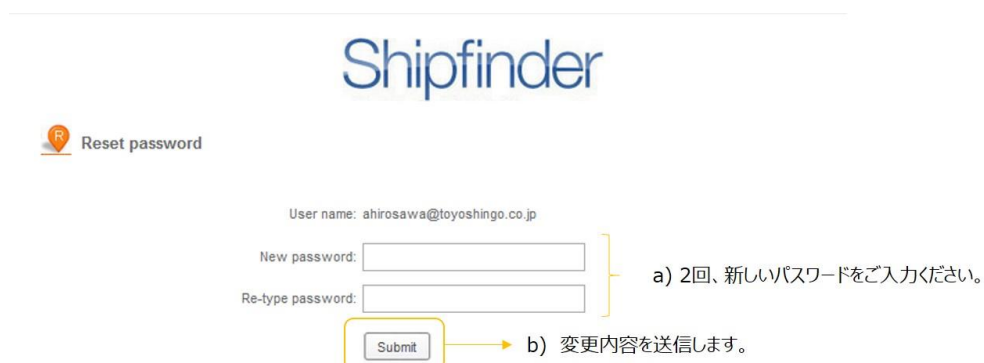 Shipfinder
R Reset password
User name: ahirosawa@toyoshingo.co.jp
New password:
a) 2回、新しいパスワードをご入力ください。
Re-type password:
Submit
b) 変更内容を送信します。